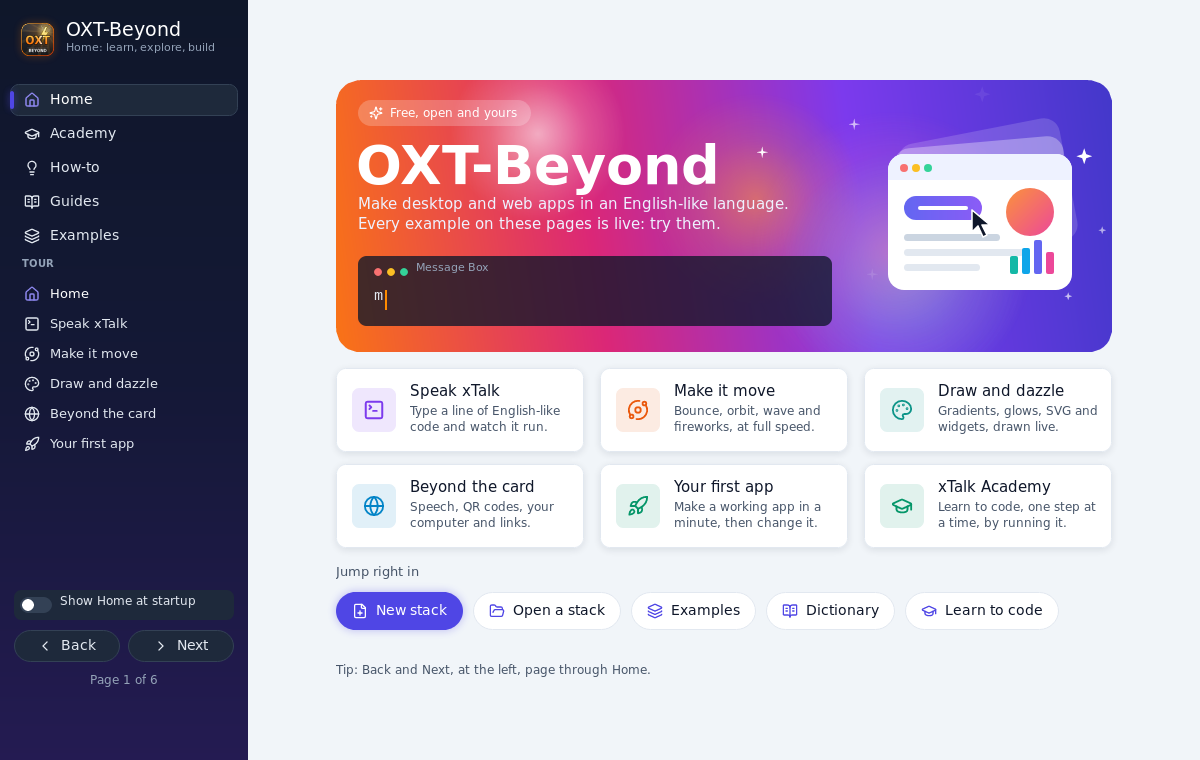 OXT
BEYOND
OXT-Beyond
Home: learn, explore, build
Home
Academy
How-to
Guides
Examples
TOUR
Home
Speak xTalk
Make it move
Draw and dazzle
Beyond the card
Your first app
Show Home at startup
Back
Next
Page 1 of 6
Free, open and yours
OXT-Beyond
Make desktop and web apps in an English-like language.
Every example on these pages is live: try them.
Message Box
m
Speak xTalk
Type a line of English-like
code and watch it run.
Make it move
Bounce, orbit, wave and
fireworks, at full speed.
Draw and dazzle
Gradients, glows, SVG and
widgets, drawn live.
Beyond the card
Speech, QR codes, your
computer and links.
Your first app
Make a working app in a
minute, then change it.
xTalk Academy
Learn to code, one step at
a time, by running it.
Jump right in
New stack
Open a stack
Examples
Dictionary
Learn to code
Tip: Back and Next, at the left, page through Home.